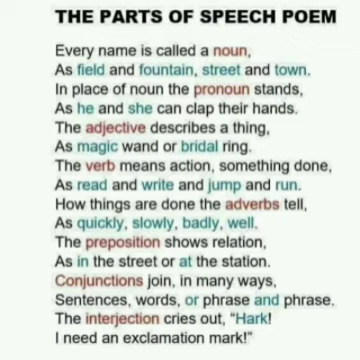 THE PARTS OF SPEECH POEM
Every name is called a noun,
As field and fountain, street and town.
In place of noun the pronoun stands,
As he and she can clap their hands.
The adjective describes a thing,
As magic wand or bridal ring.
The verb means action, something done,
As read and write and jump and run.
How things are done the adverbs tell,
As quickly, slowly, badly, well.
The preposition shows relation,
As in the street or at the station.
Conjunctions join, in many ways,
Sentences, words, or phrase and phrase.
The interjection cries out, "Hark!
I need an exclamation mark!"